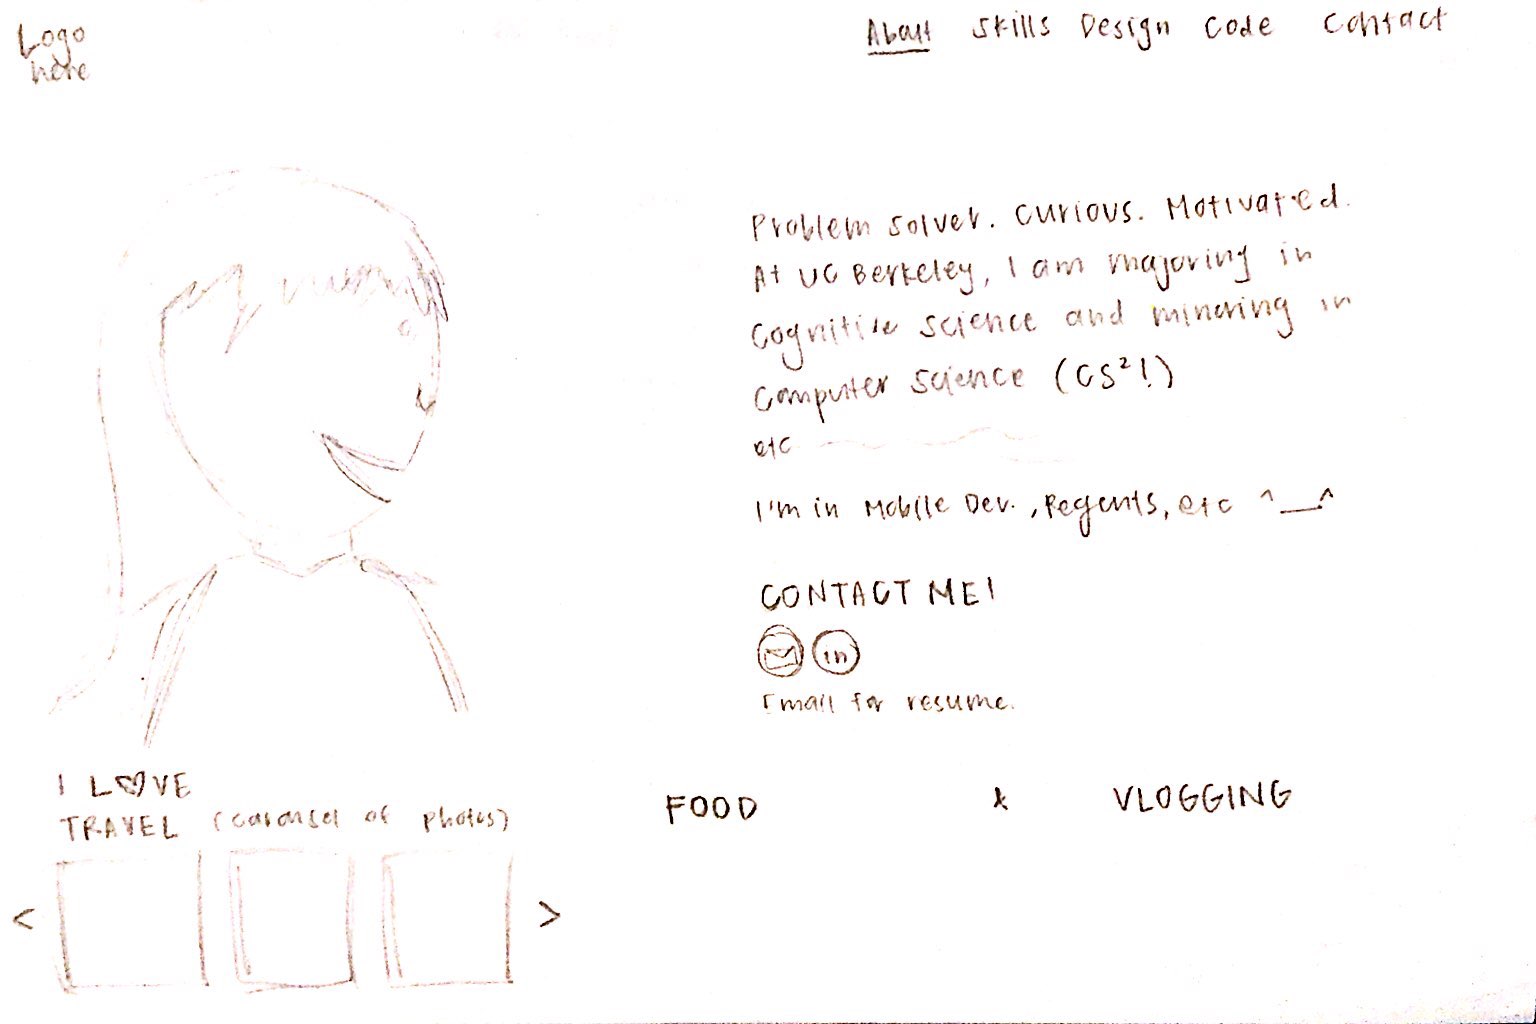 Logo
here
About Skills Design Code Contact
Problem solver. Curious. Motivated.
At UC Berkeley, I am majoring in
Cognitive science and minoring in
Computer Science (CS²!)
etc
I'm in Mobile Dev., Regents, etc ^__^
CONTACT ME!
in
Email for resume.
I L♡VE
TRAVEL (carousel of photos)
FOOD & VLOGGING
< >